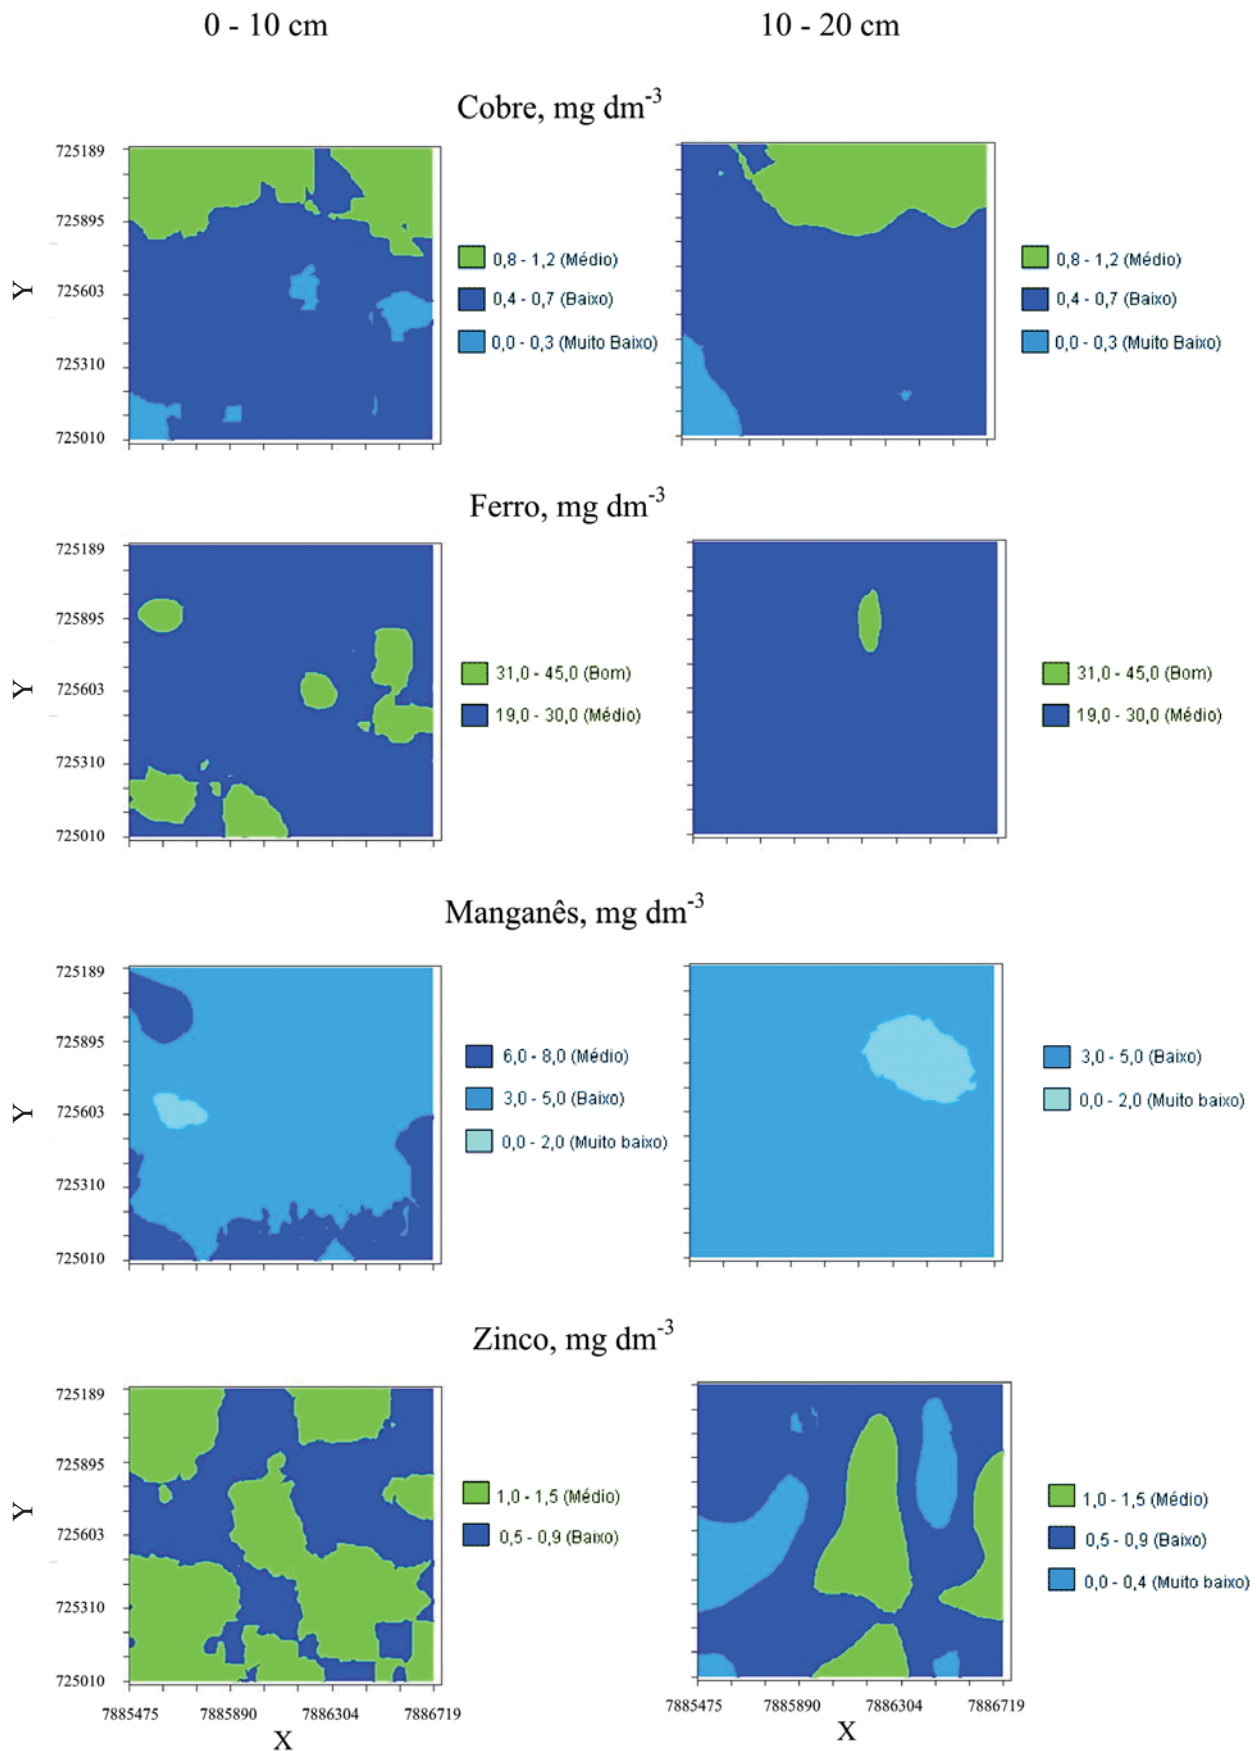 0 - 10 cm
10 - 20 cm
Cobre, mg dm-3
725189
725895
725603
725310
725010
Y
0,8 - 1,2 (Médio)
0,4 - 0,7 (Baixo)
0,0 - 0,3 (Muito Baixo)
0,8 - 1,2 (Médio)
0,4 - 0,7 (Baixo)
0,0 - 0,3 (Muito Baixo)
Ferro, mg dm-3
725189
725895
725603
725310
725010
Y
31,0 - 45,0 (Bom)
19,0 - 30,0 (Médio)
31,0 - 45,0 (Bom)
19,0 - 30,0 (Médio)
Manganês, mg dm-3
725189
725895
725603
725310
725010
Y
6,0 - 8,0 (Médio)
3,0 - 5,0 (Baixo)
0,0 - 2,0 (Muito baixo)
3,0 - 5,0 (Baixo)
0,0 - 2,0 (Muito baixo)
Zinco, mg dm-3
725189
725895
725603
725310
725010
Y
1,0 - 1,5 (Médio)
0,5 - 0,9 (Baixo)
1,0 - 1,5 (Médio)
0,5 - 0,9 (Baixo)
0,0 - 0,4 (Muito baixo)
7885475 7885890 7886304 7886719
X
7885475 7885890 7886304 7886719
X